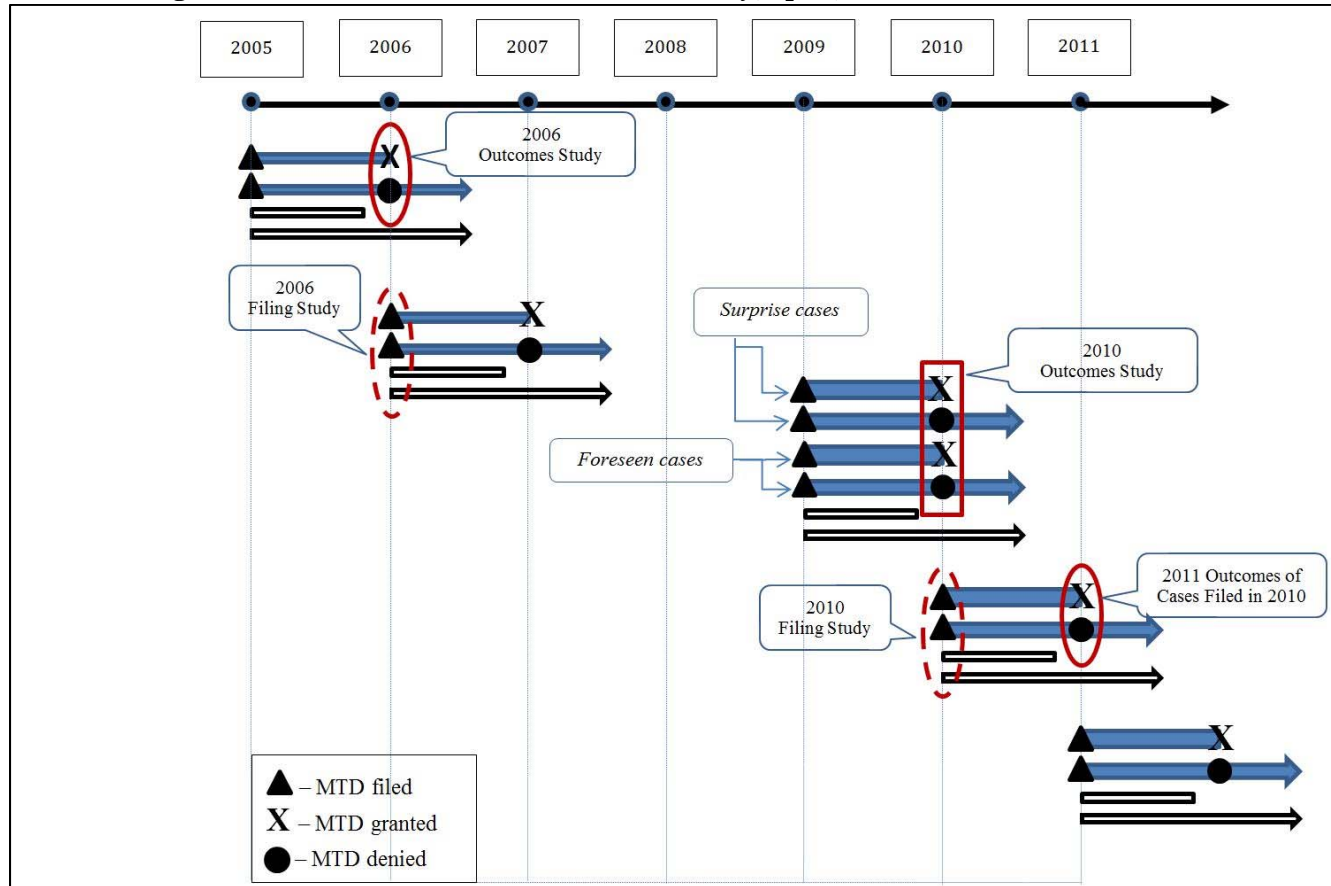 2005
2006
2007
2008
2009
2010
2011
2006
Outcomes Study
X
2006
Filing Study
X
Surprise cases
2010
Outcomes Study
X
Foreseen cases
X
2010
Filing Study
X
2011 Outcomes of
Cases Filed in 2010
X
– MTD filed
X – MTD granted
– MTD denied